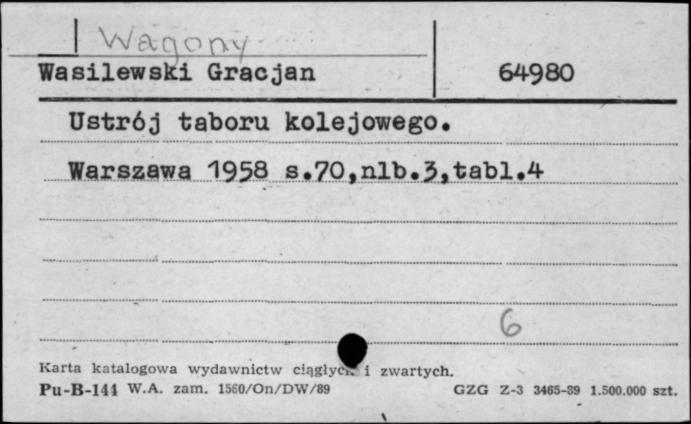 Wagony
Wasilewski Gracjan 64980
Ustrój taboru kolejowego.
Warszawa 1958 s.70,nlb.3,tabl.4
6
Karta katalogowa wydawnictw ciągłych i zwartych.
Pu-B-144 W.A. zam. 1560/On/DW/89 GZG Z-3 3465-89 1.500.000 szt.